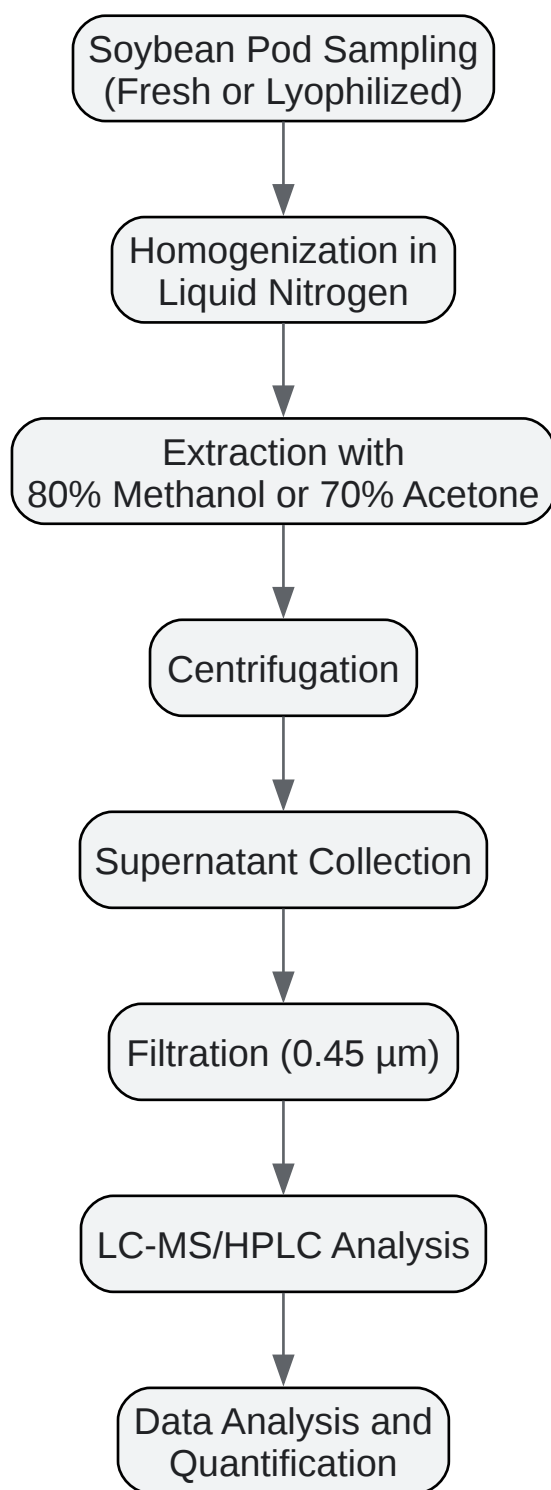 Soybean Pod Sampling
(Fresh or Lyophilized)
Homogenization in
Liquid Nitrogen
Extraction with
80% Methanol or 70% Acetone
Centrifugation
Supernatant Collection
Filtration (0.45 µm)
LC-MS/HPLC Analysis
Data Analysis and
Quantification